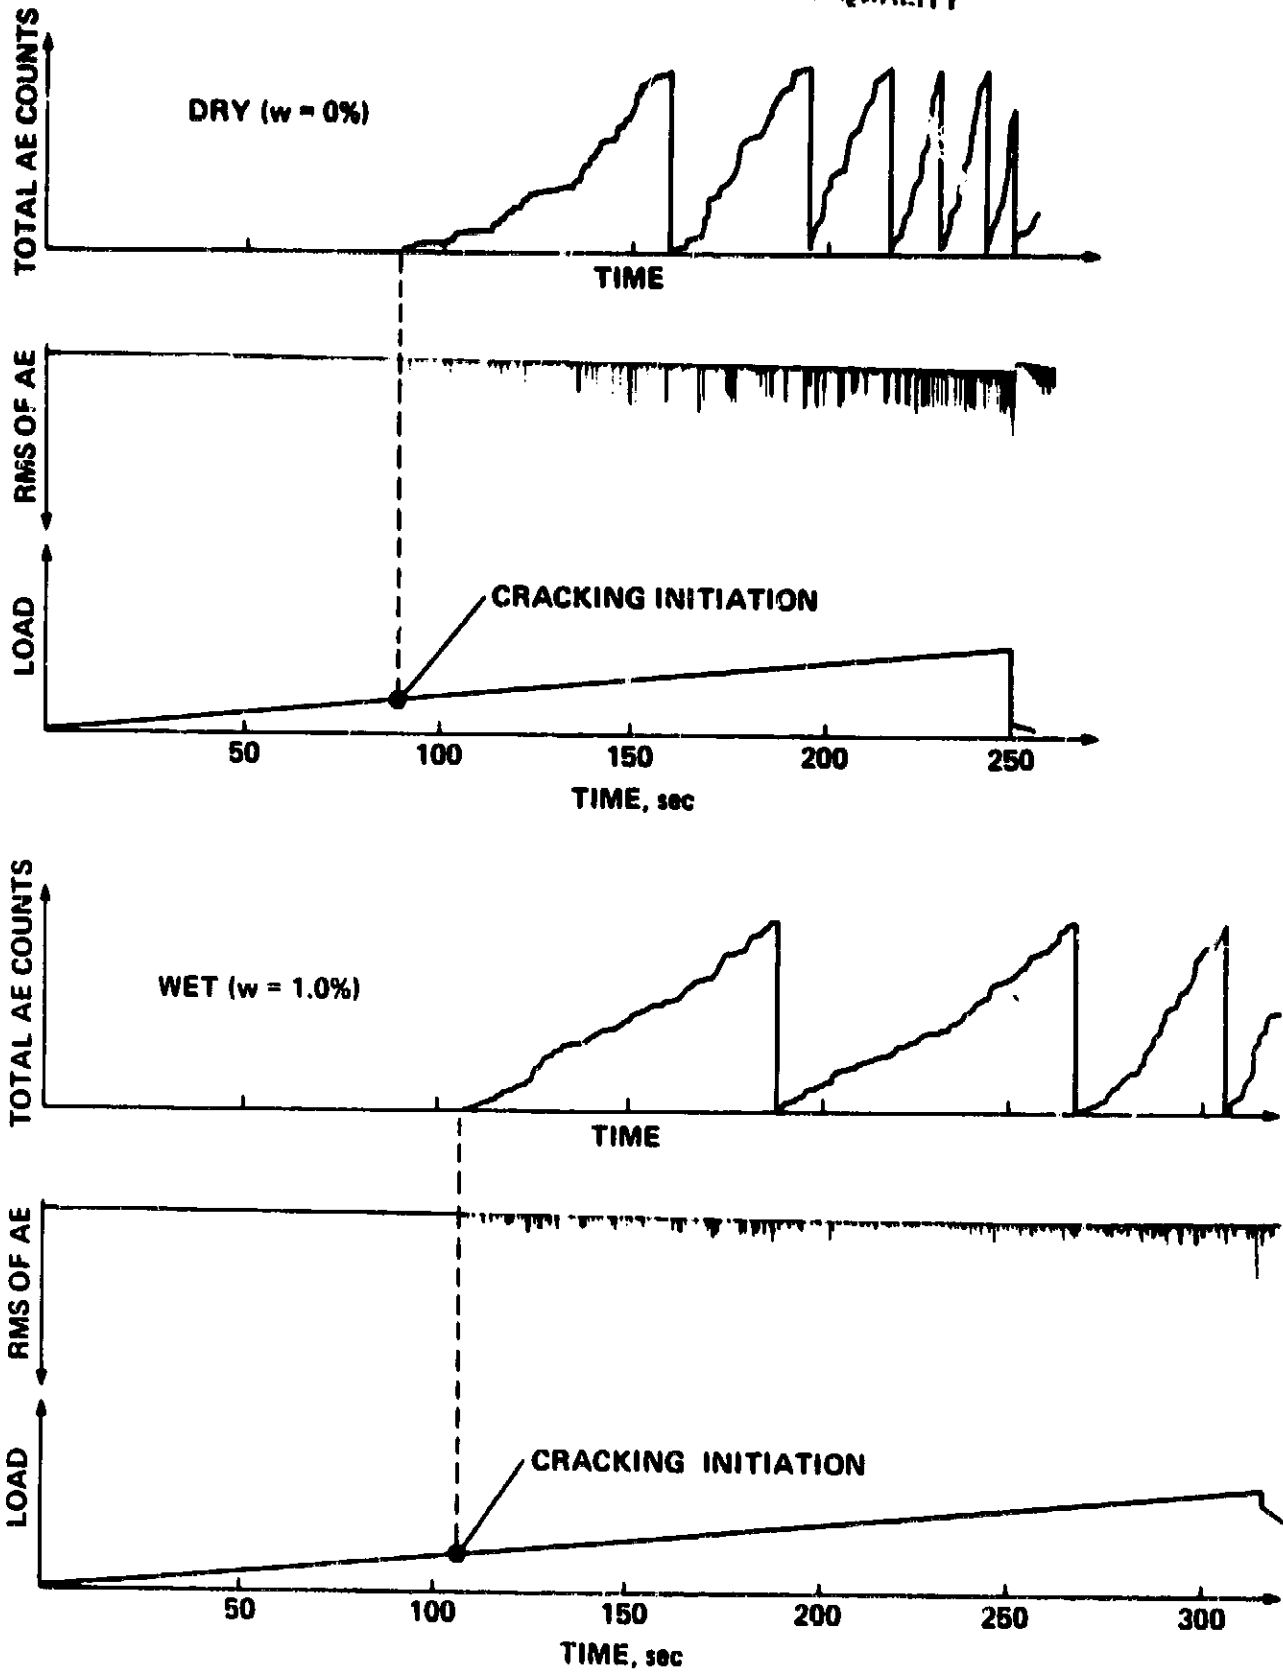 TOTAL AE COUNTS
DRY (w = 0%)
TIME
RMS OF AE
LOAD
CRACKING INITIATION
50 100 150 200 250
TIME, sec
TOTAL AE COUNTS
WET (w = 1.0%)
TIME
RMS OF AE
LOAD
CRACKING INITIATION
50 100 150 200 250 300
TIME, sec